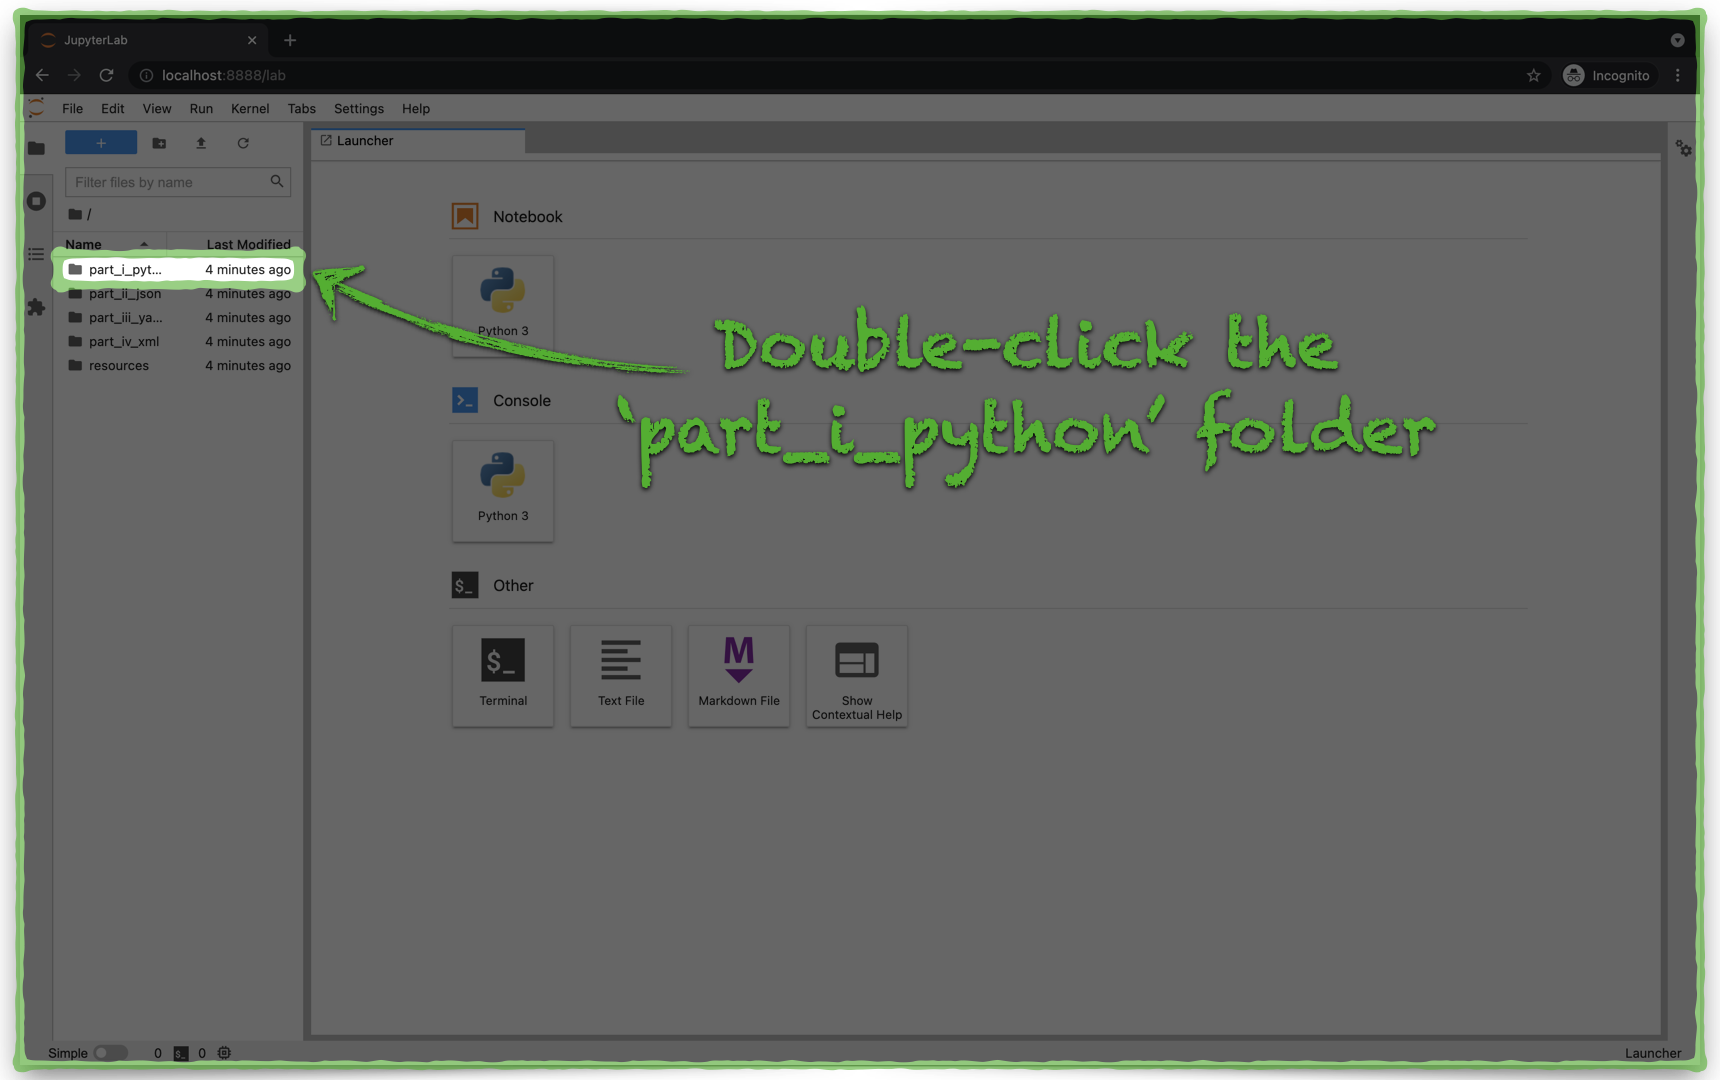 JupyterLab
localhost:8888/lab
Incognito
File Edit View Run Kernel Tabs Settings Help
Launcher
Filter files by name
/
Name Last Modified
part_i_pyt... 4 minutes ago
part_ii_json 4 minutes ago
part_iii_ya... 4 minutes ago
part_iv_xml 4 minutes ago
resources 4 minutes ago
Notebook
Python 3
Double-click the
‘part_i_python’ folder
Console
Python 3
$_ Other
$_
Terminal
Text File
M
Markdown File
Show
Contextual Help
Simple 0 $_ 0
Launcher